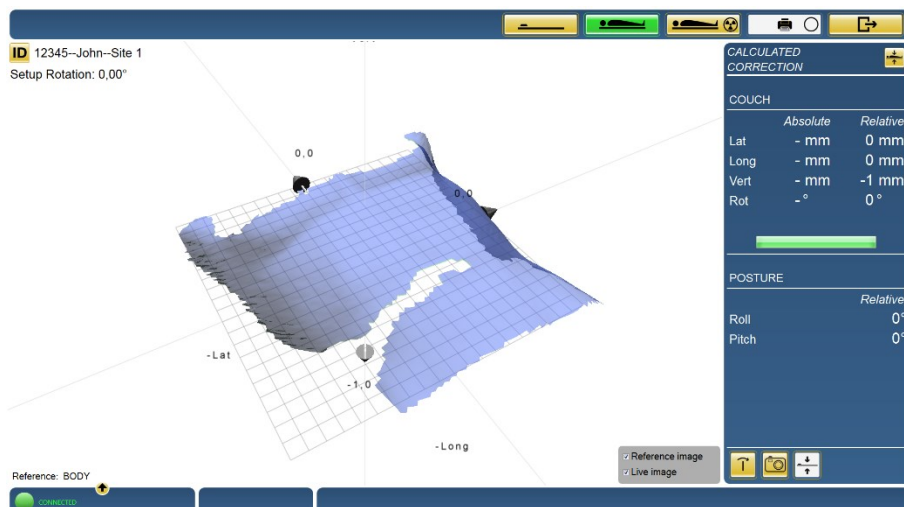 ID 12345--John--Site 1
Setup Rotation: 0,00°
0,0
0,0
-Lat
-1,0
-Long
Reference: BODY
CONNECTED
Reference image
Live image
CALCULATED
CORRECTION
COUCH
Absolute Relative
Lat - mm 0 mm
Long - mm 0 mm
Vert - mm -1 mm
Rot -° 0°
POSTURE
Relative
Roll 0°
Pitch 0°